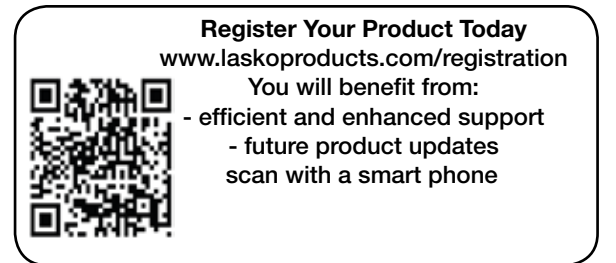 Register Your Product Today
www.laskoproducts.com/registration
You will benefit from:
- efficient and enhanced support
- future product updates
scan with a smart phone